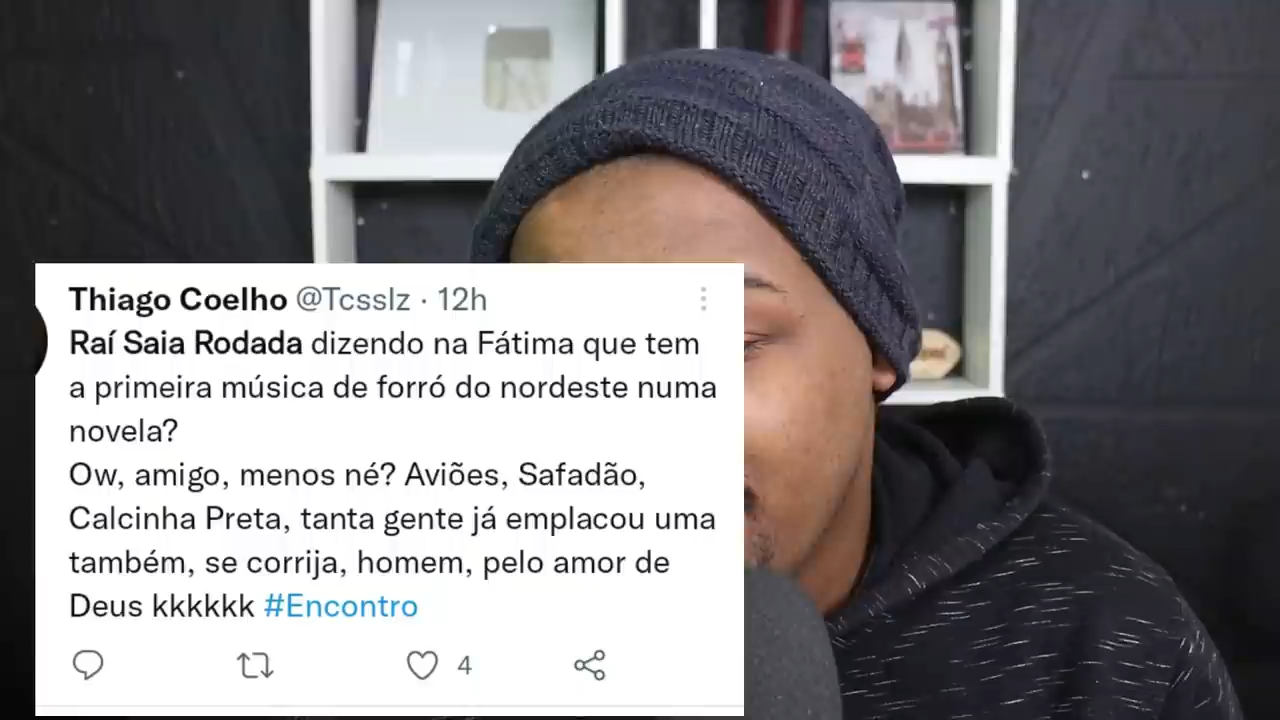 Thiago Coelho @Tcsslz · 12h
Raí Saia Rodada dizendo na Fátima que tem
a primeira música de forró do nordeste numa
novela?
Ow, amigo, menos né? Aviões, Safadão,
Calcinha Preta, tanta gente já emplacou uma
também, se corrija, homem, pelo amor de
Deus kkkkkk #Encontro
4